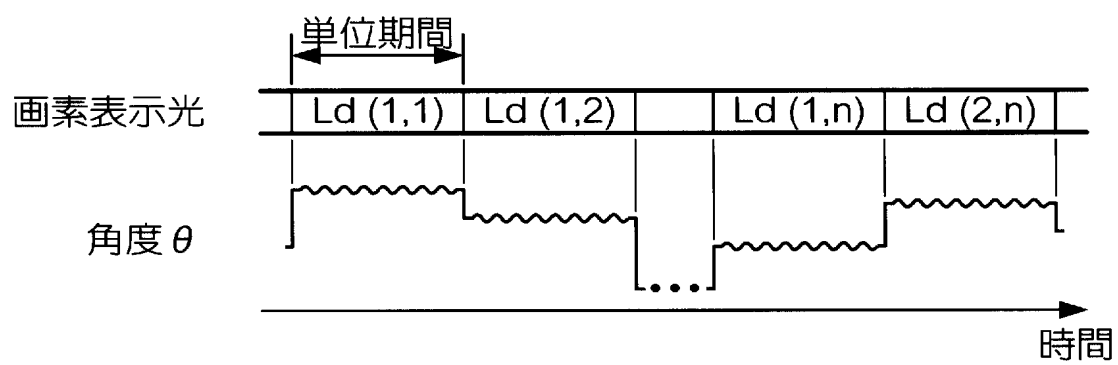 単位期間
画素表示光 Ld (1,1) Ld (1,2) Ld (1,n) Ld (2,n)
角度θ
時間